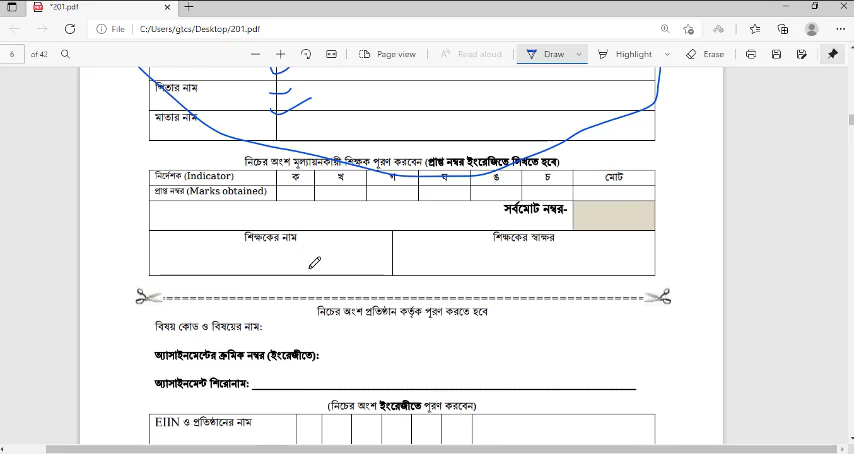 *201.pdf
File C:/Users/gtcs/Desktop/201.pdf
6 of 42 Page view Read aloud Draw Highlight Erase
পিতার নাম
মাতার নাম
নিচের অংশ মূল্যায়নকারী শিক্ষক পূরণ করবেন (প্রাপ্ত নম্বর ইংরেজিতে লিখতে হবে)
নির্দেশক (Indicator) ক খ গ ঘ ঙ চ মোট
প্রাপ্ত নম্বর (Marks obtained)
সর্বমোট নম্বর-
শিক্ষকের নাম শিক্ষকের স্বাক্ষর
নিচের অংশ প্রতিষ্ঠান কর্তৃক পূরণ করতে হবে
বিষয় কোড ও বিষয়ের নাম:
অ্যাসাইনমেন্টের ক্রমিক নম্বর (ইংরেজীতে):
অ্যাসাইনমেন্ট শিরোনাম:
(নিচের অংশ ইংরেজীতে পূরণ করবেন)
EIIN ও প্রতিষ্ঠানের নাম